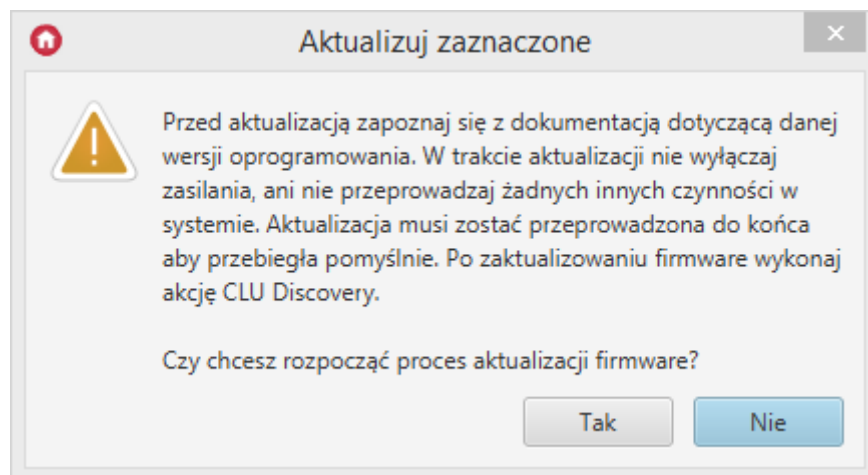 Aktualizuj zaznaczone
Przed aktualizacją zapoznaj się z dokumentacją dotyczącą danej
wersji oprogramowania. W trakcie aktualizacji nie wyłączaj
zasilania, ani nie przeprowadzaj żadnych innych czynności w
systemie. Aktualizacja musi zostać przeprowadzona do końca
aby przebiegła pomyślnie. Po zaktualizowaniu firmware wykonaj
akcję CLU Discovery.
Czy chcesz rozpocząć proces aktualizacji firmware?
Tak
Nie